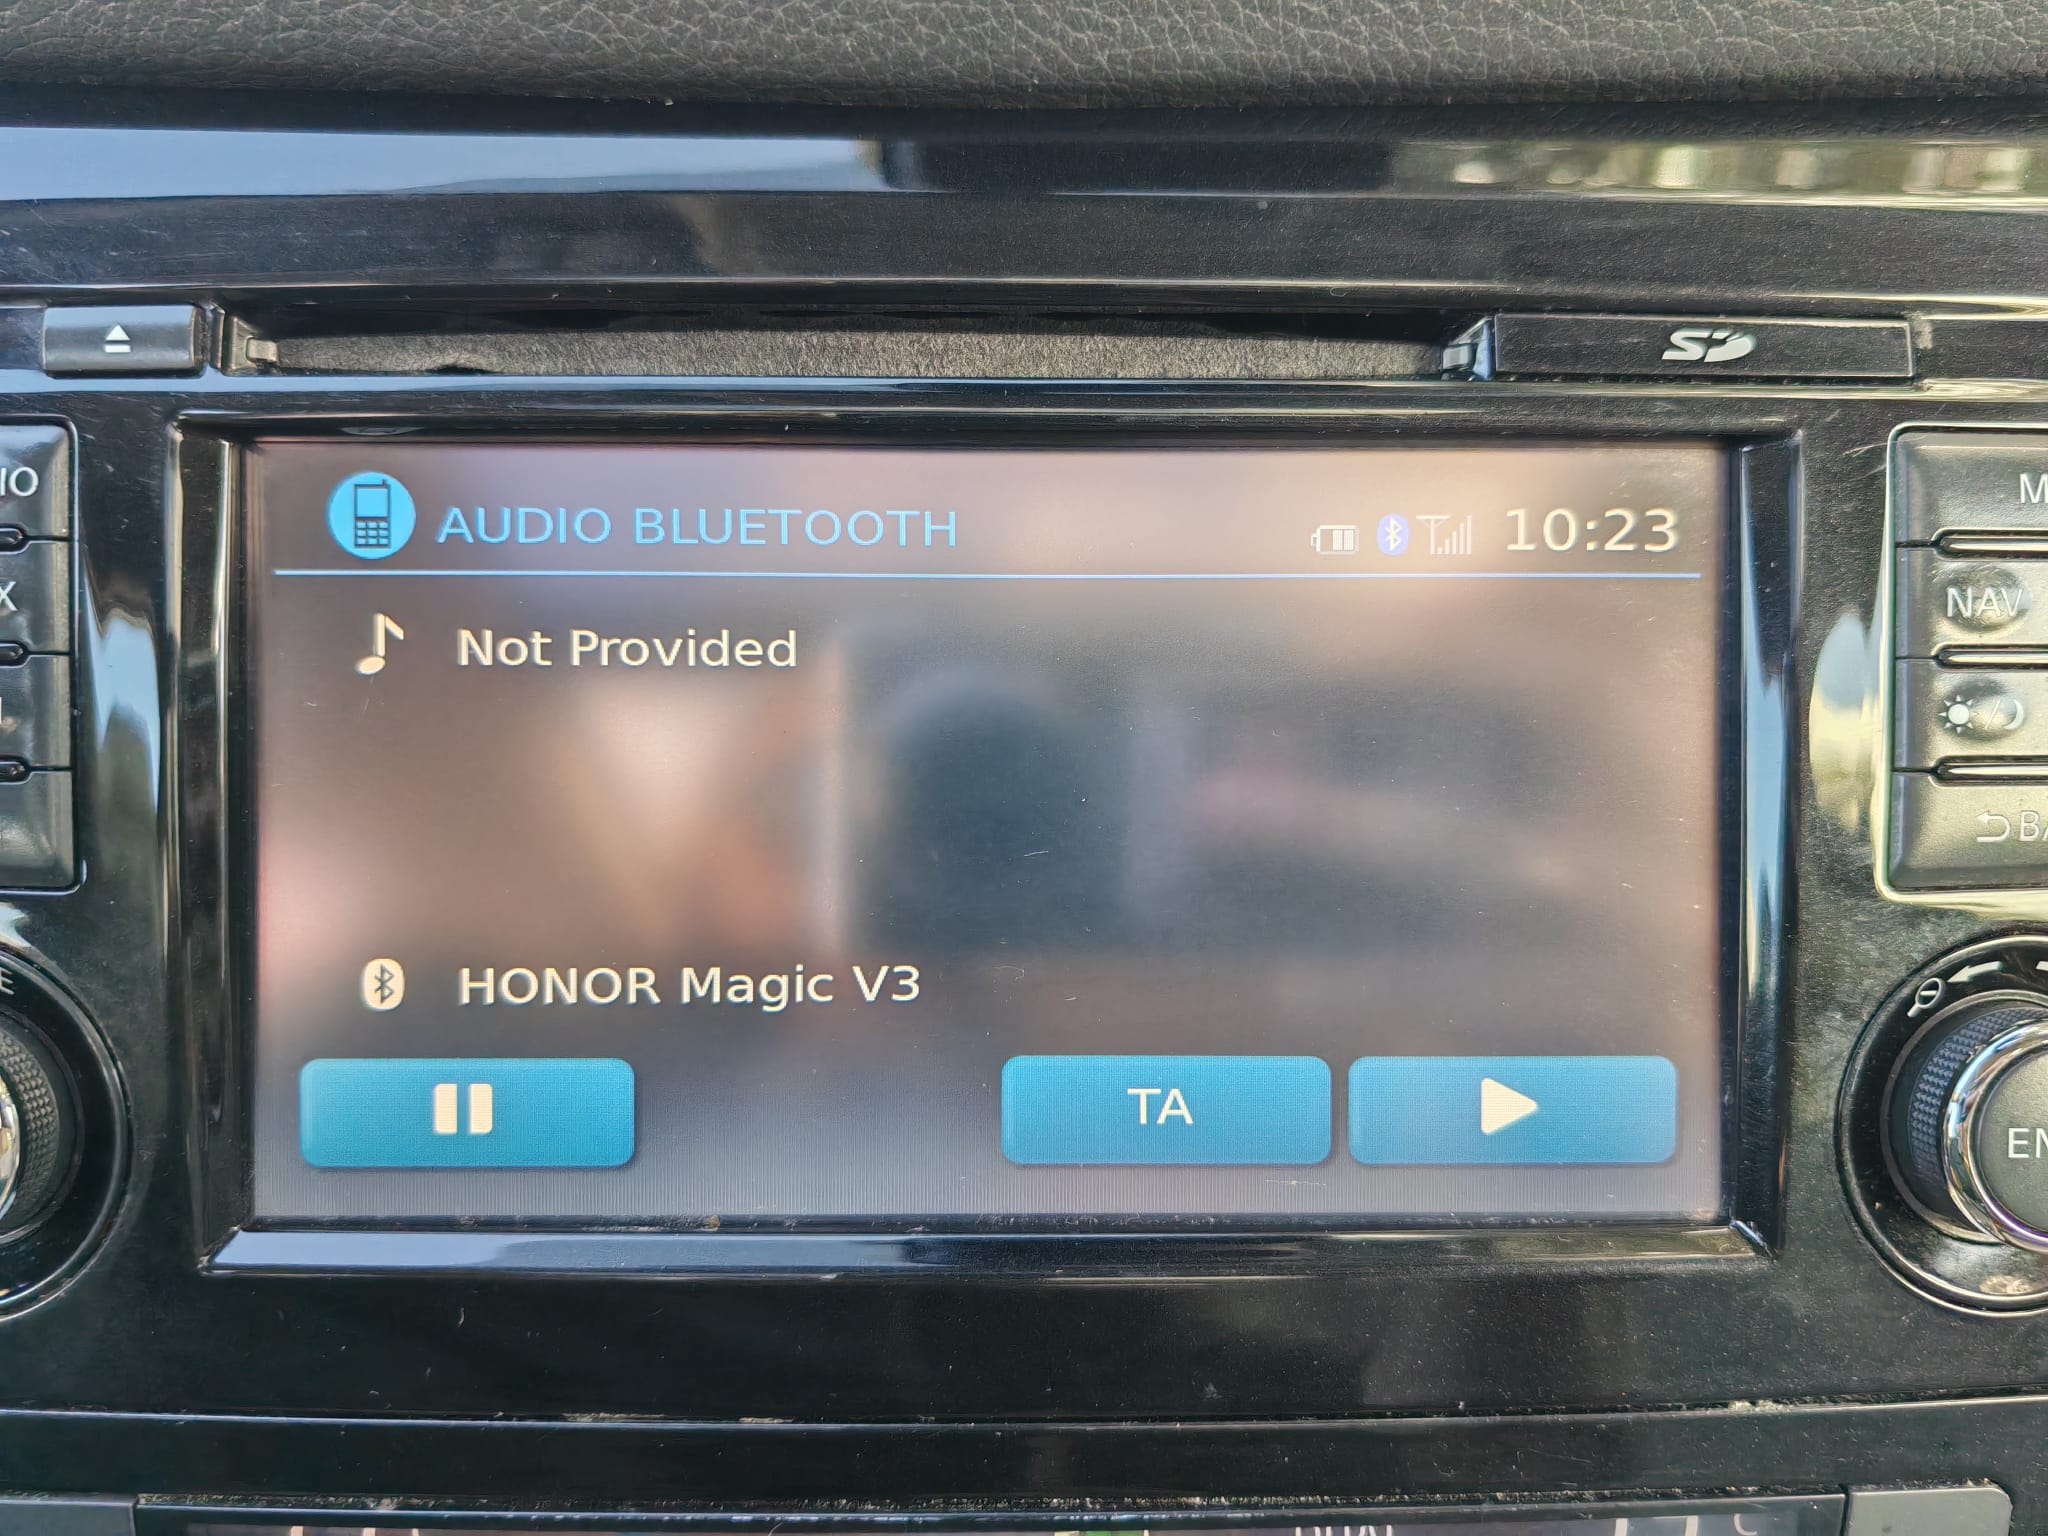 SD
AUDIO BLUETOOTH
10:23
Not Provided
NAV
HONOR Magic V3
TA